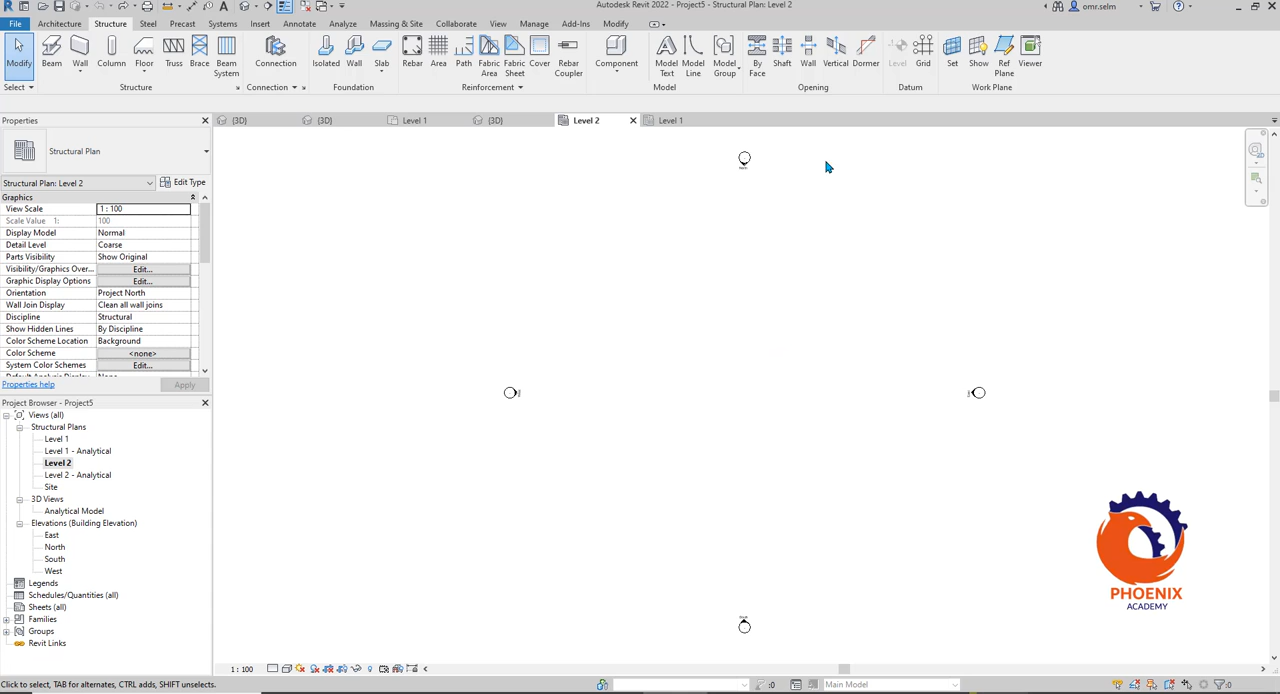 Autodesk Revit 2022 - Project5 - Structural Plan: Level 2
omr.selm
File Architecture Structure Steel Precast Systems Insert Annotate Analyze Massing & Site Collaborate View Manage Add-Ins Modify
Modify Beam Wall Column Floor Truss Brace Beam System Connection Isolated Wall Slab Rebar Area Path Fabric Area Fabric Sheet Cover Rebar Coupler Component Model Text Model Line Model Group By Face Shaft Wall Vertical Dormer Level Grid Set Show Ref Plane Viewer
Select Structure Connection Foundation Reinforcement Model Opening Datum Work Plane
Properties
{3D} {3D} Level 1 {3D} Level 2 Level 1
Structural Plan
Structural Plan: Level 2 Edit Type
Graphics
View Scale 1 : 100
Scale Value 1: 100
Display Model Normal
Detail Level Coarse
Parts Visibility Show Original
Visibility/Graphics Over... Edit...
Graphic Display Options Edit...
Orientation Project North
Wall Join Display Clean all wall joins
Discipline Structural
Show Hidden Lines By Discipline
Color Scheme Location Background
Color Scheme <none>
System Color Schemes Edit...
Properties help Apply
Project Browser - Project5
Views (all)
Structural Plans
Level 1
Level 1 - Analytical
Level 2
Level 2 - Analytical
Site
3D Views
Analytical Model
Elevations (Building Elevation)
East
North
South
West
Legends
Schedules/Quantities (all)
Sheets (all)
Families
Groups
Revit Links
PHOENIX
ACADEMY
1 : 100
Click to select, TAB for alternates, CTRL adds, SHIFT unselects.
:0 Main Model :0